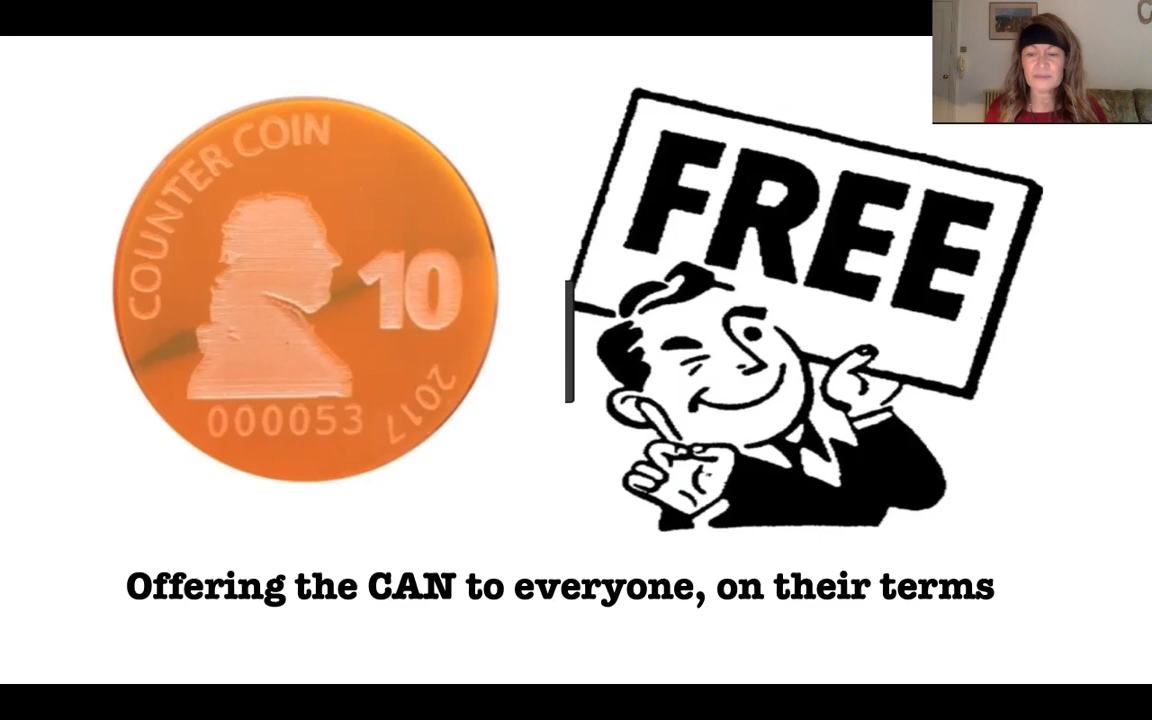 COUNTER COIN
10
2017
000053
FREE
Offering the CAN to everyone, on their terms